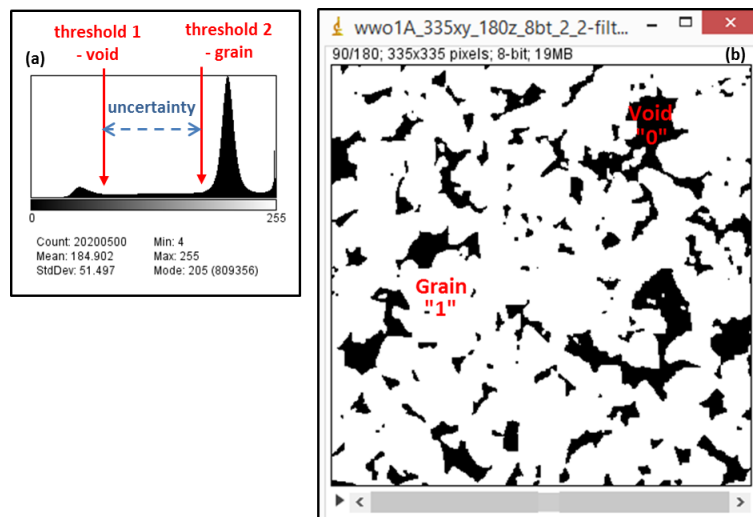 threshold 1
- void
threshold 2
- grain
(a)
uncertainty
0
255
Count: 20200500
Min: 4
Mean: 184.902
Max: 255
StdDev: 51.497
Mode: 205 (809356)
wwo1A_335xy_180z_8bt_2_2-filt...
90/180; 335x335 pixels; 8-bit; 19MB
(b)
Void
"0"
Grain
"1"